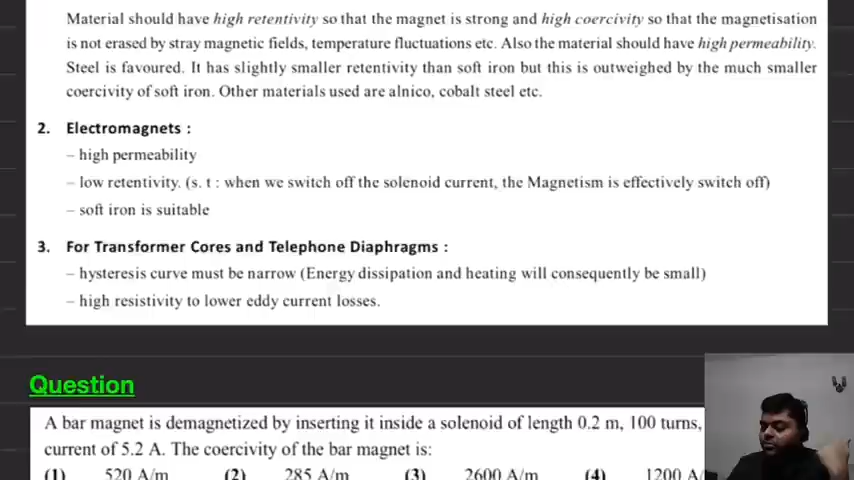 Material should have high retentivity so that the magnet is strong and high coercivity so that the magnetisation
is not erased by stray magnetic fields, temperature fluctuations etc. Also the material should have high permeability.
Steel is favoured. It has slightly smaller retentivity than soft iron but this is outweighed by the much smaller
coercivity of soft iron. Other materials used are alnico, cobalt steel etc.
2. Electromagnets :
– high permeability
– low retentivity. (s. t : when we switch off the solenoid current, the Magnetism is effectively switch off)
– soft iron is suitable
3. For Transformer Cores and Telephone Diaphragms :
– hysteresis curve must be narrow (Energy dissipation and heating will consequently be small)
– high resistivity to lower eddy current losses.
Question
A bar magnet is demagnetized by inserting it inside a solenoid of length 0.2 m, 100 turns,
current of 5.2 A. The coercivity of the bar magnet is:
(1) 520 A/m (2) 285 A/m (3) 2600 A/m (4) 1200 A/